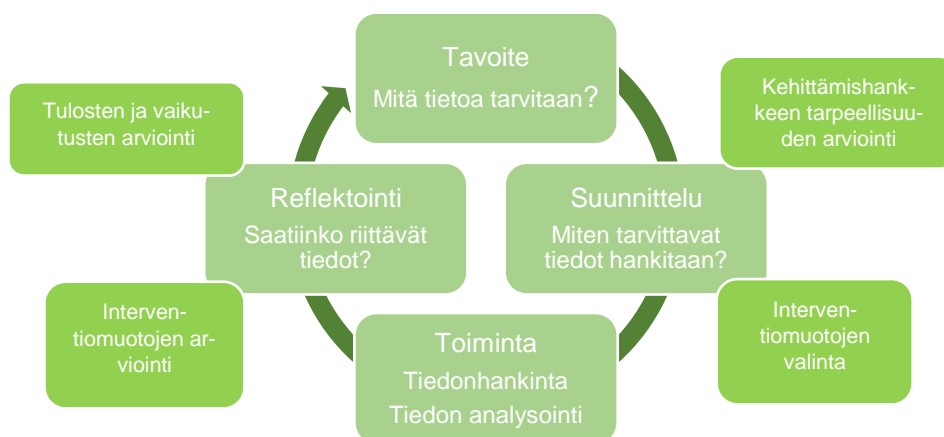 Tavoite
Mitä tietoa tarvitaan?
Kehittämishank-
keen tarpeellisuu-
den arviointi
Suunnittelu
Miten tarvittavat
tiedot hankitaan?
Interven-
tiomuotojen
valinta
Toiminta
Tiedonhankinta
Tiedon analysointi
Interven-
tiomuotojen ar-
viointi
Reflektointi
Saatiinko riittävät
tiedot?
Tulosten ja vaiku-
tusten arviointi